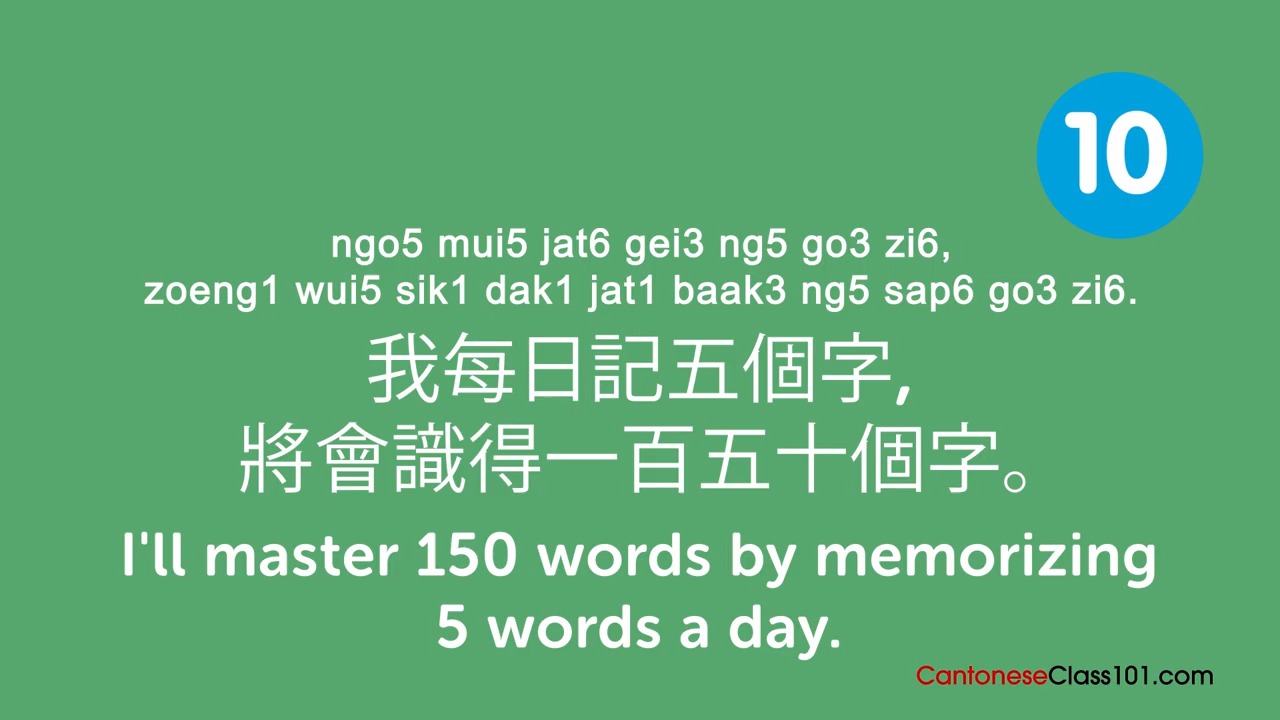 10
ngo5 mui5 jat6 gei3 ng5 go3 zi6,
zoeng1 wui5 sik1 dak1 jat1 baak3 ng5 sap6 go3 zi6.
我每日記五個字,
將會識得一百五十個字。
I'll master 150 words by memorizing
5 words a day.
CantoneseClass101.com